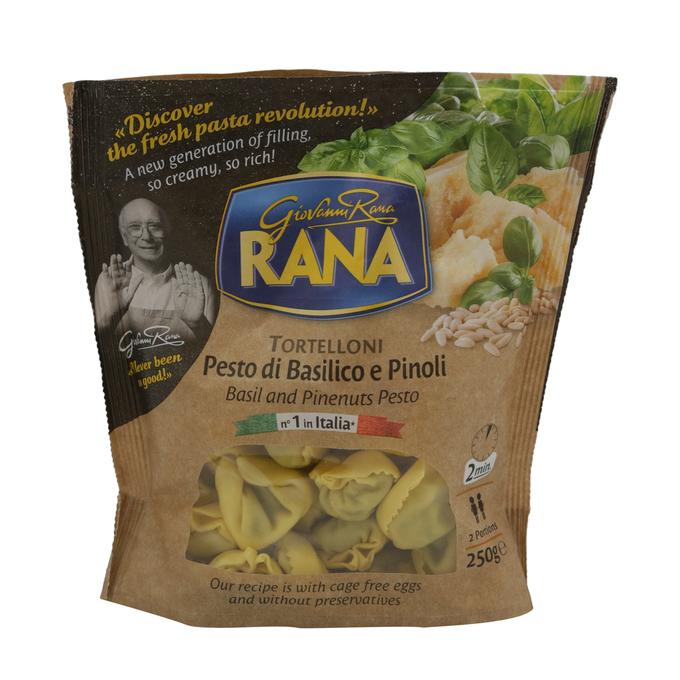 «Discover
the fresh pasta revolution!»
A new generation of filling,
so creamy, so rich!
Giovanni Rana
RANA
Giovanni Rana
«Never been
so good!»
TORTELLONI
Pesto di Basilico e Pinoli
Basil and Pinenuts Pesto
n°1 in Italia*
2 min.
2 Portions
250g e
Our recipe is with cage free eggs
and without preservatives